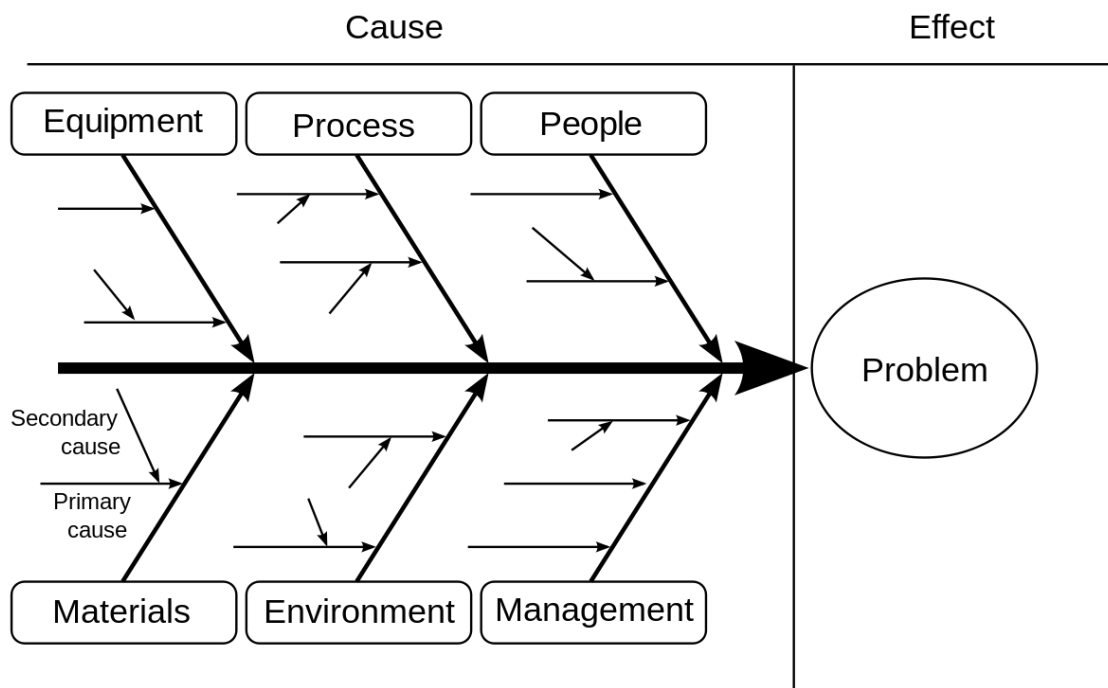 Cause
Effect
Equipment
Process
People
Problem
Secondary
cause
Primary
cause
Materials
Environment
Management